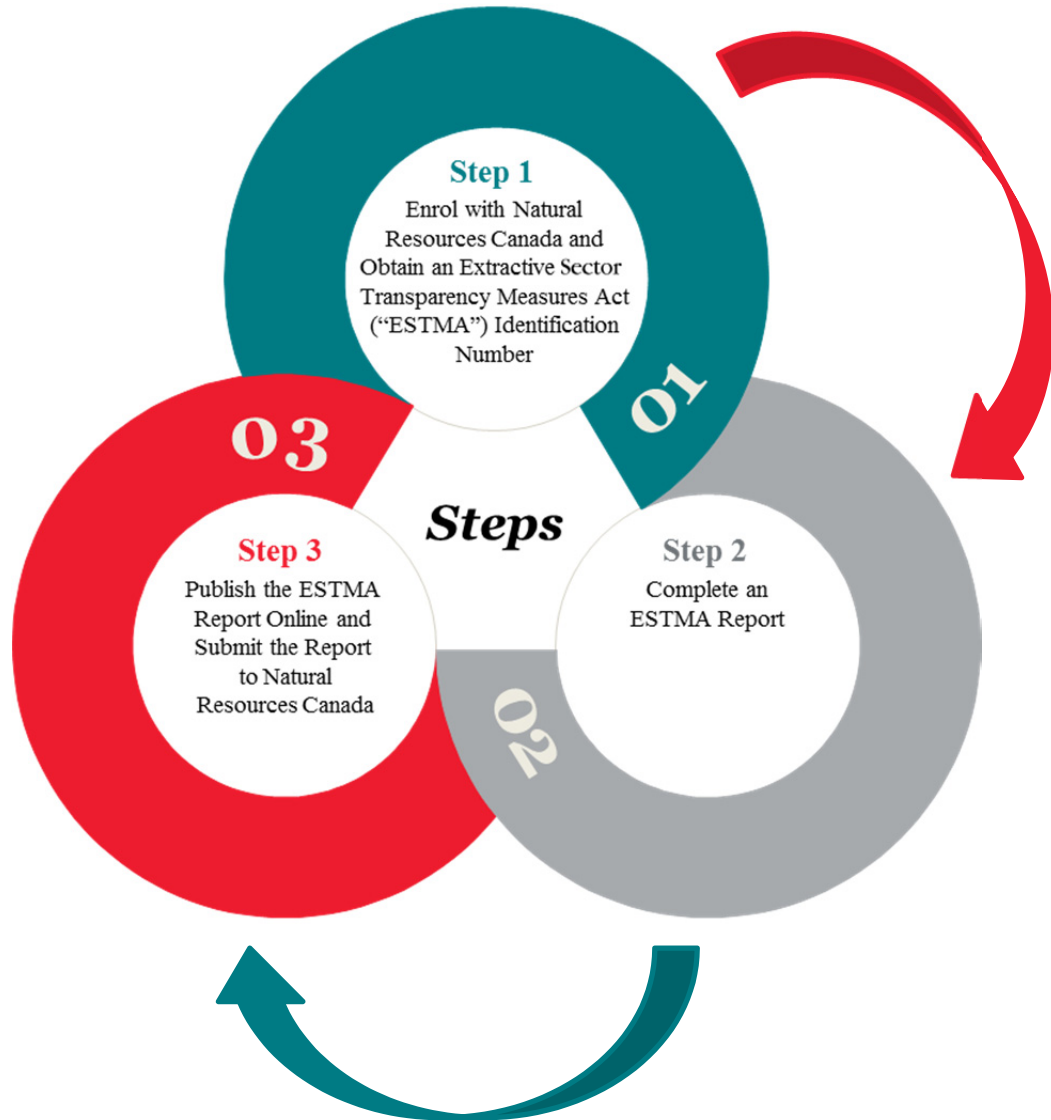 Step 1
Enrol with Natural
Resources Canada and
Obtain an Extractive Sector
Transparency Measures Act
(“ESTMA”) Identification
Number
01
03
Steps
Step 3
Publish the ESTMA
Report Online and
Submit the Report
to Natural
Resources Canada
Step 2
Complete an
ESTMA Report
02